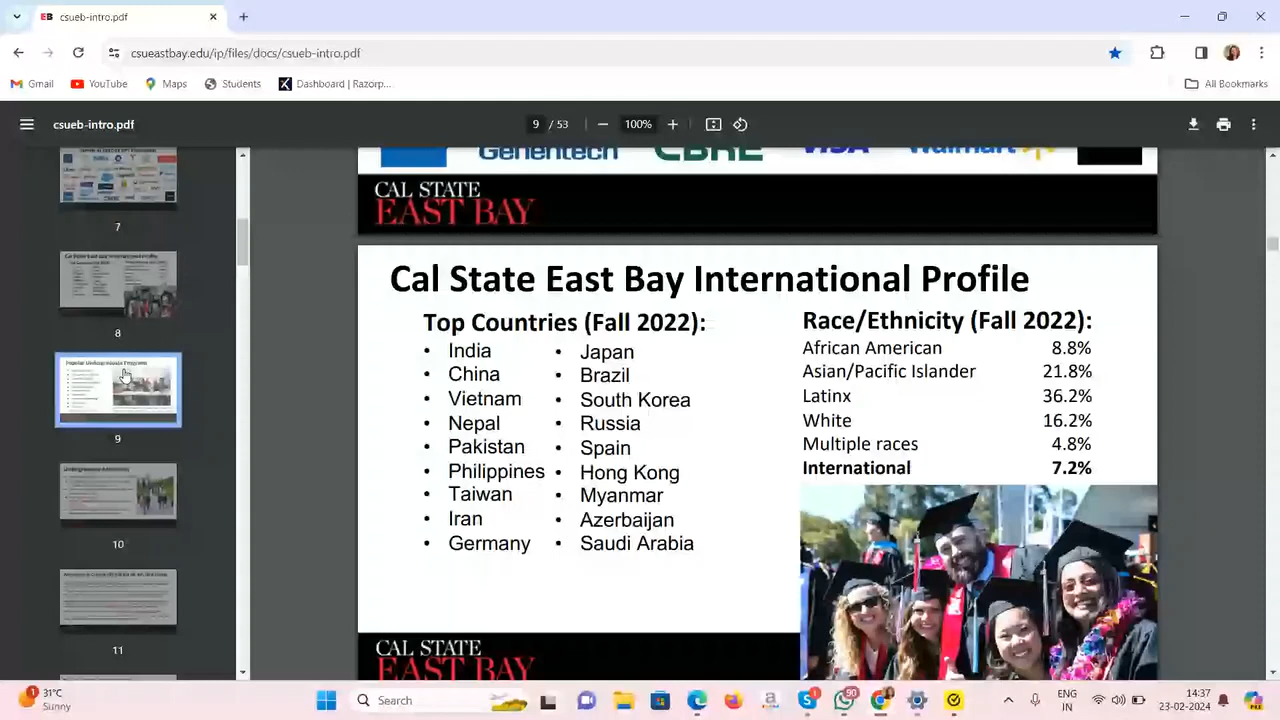 csueb-intro.pdf
csueastbay.edu/ip/files/docs/csueb-intro.pdf
Gmail YouTube Maps Students Dashboard | Razorp... All Bookmarks
csueb-intro.pdf 9 / 53 100%
7
8
9
10
11
Genentech CBRE VISA Walmart
CAL STATE
EAST BAY
Cal State East Bay International Profile
Top Countries (Fall 2022):
• India
• China
• Vietnam
• Nepal
• Pakistan
• Philippines
• Taiwan
• Iran
• Germany
• Japan
• Brazil
• South Korea
• Russia
• Spain
• Hong Kong
• Myanmar
• Azerbaijan
• Saudi Arabia
Race/Ethnicity (Fall 2022):
African American 8.8%
Asian/Pacific Islander 21.8%
Latinx 36.2%
White 16.2%
Multiple races 4.8%
International 7.2%
CAL STATE
EAST BAY
1 31°C
Sunny
Search
1
90
ENG
IN
14:37
23-02-2024